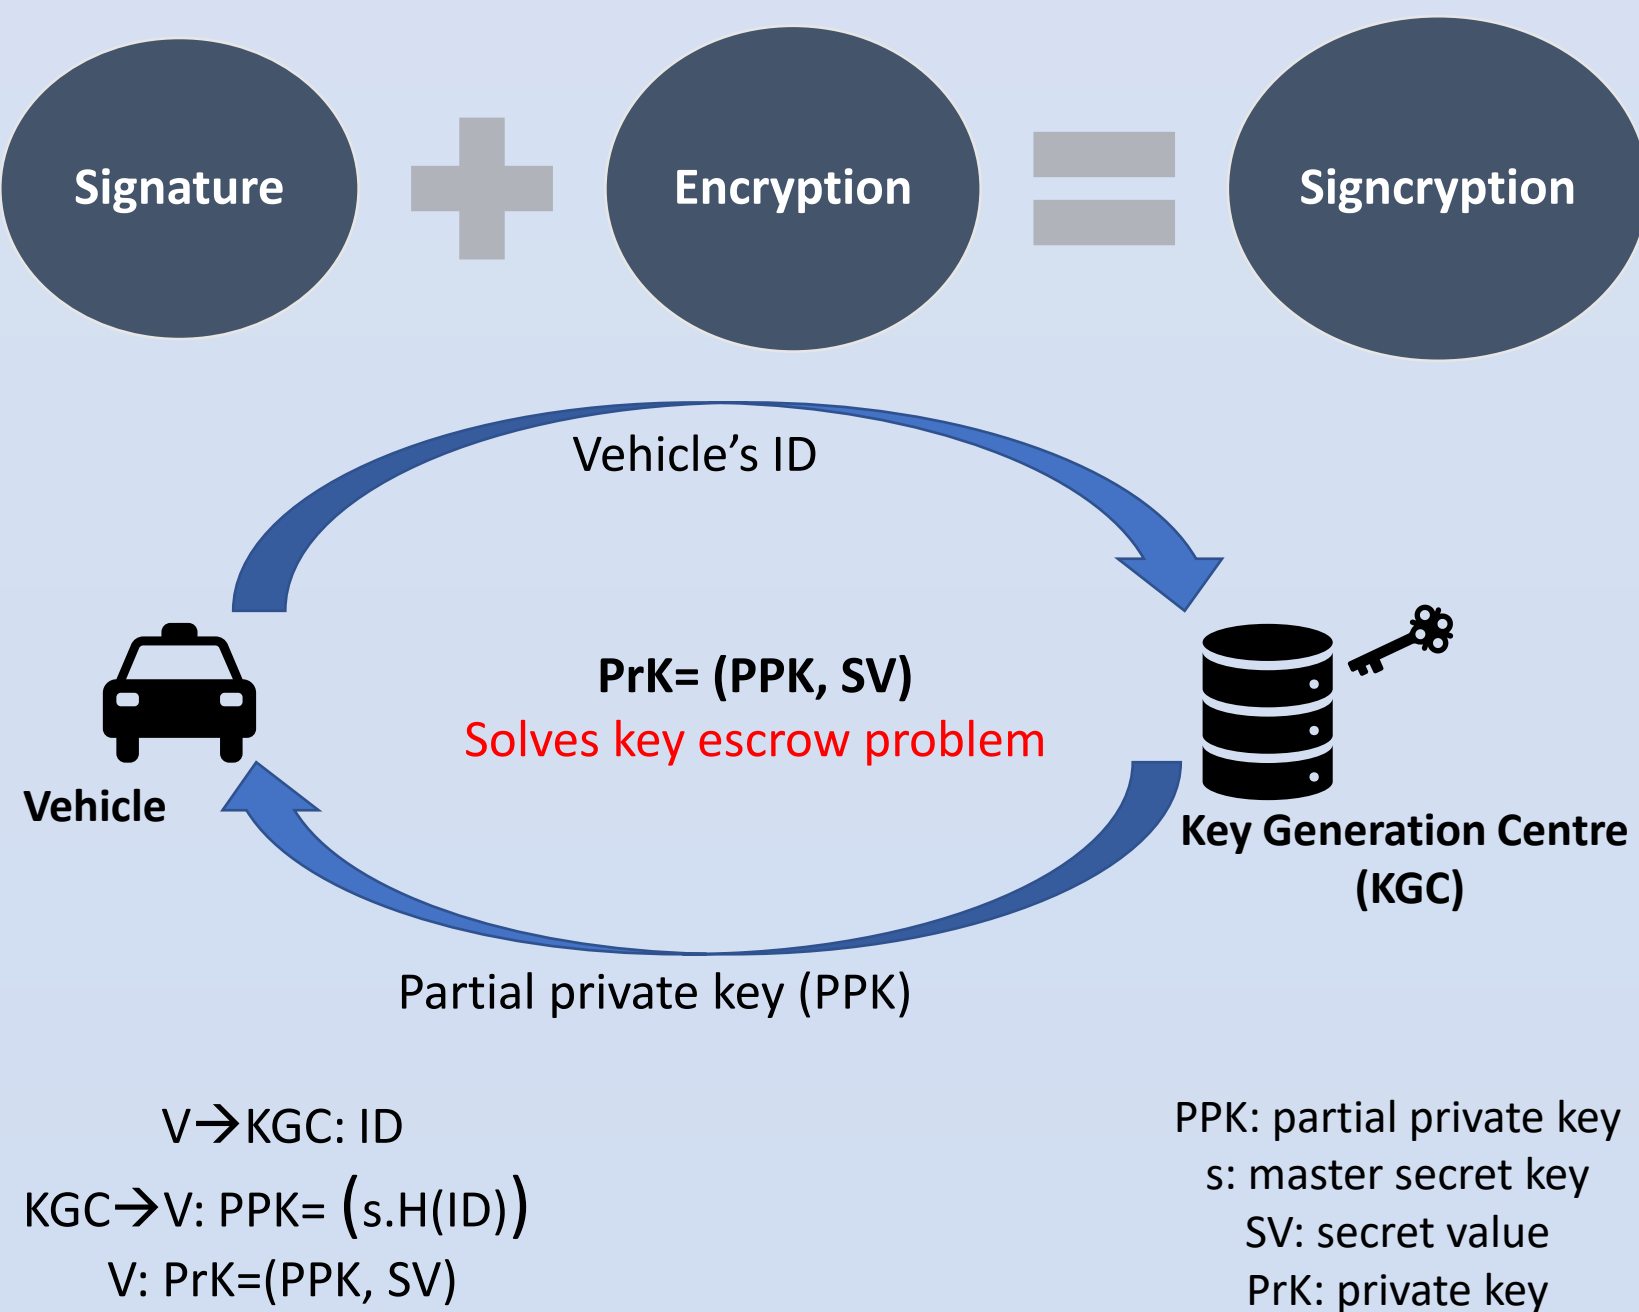 Signature
Encryption
Signcryption
Vehicle’s ID
PrK= (PPK, SV)
Solves key escrow problem
Vehicle
Key Generation Centre
(KGC)
Partial private key (PPK)
V→KGC: ID
KGC→V: PPK= (s.H(ID))
V: PrK=(PPK, SV)
PPK: partial private key
s: master secret key
SV: secret value
PrK: private key